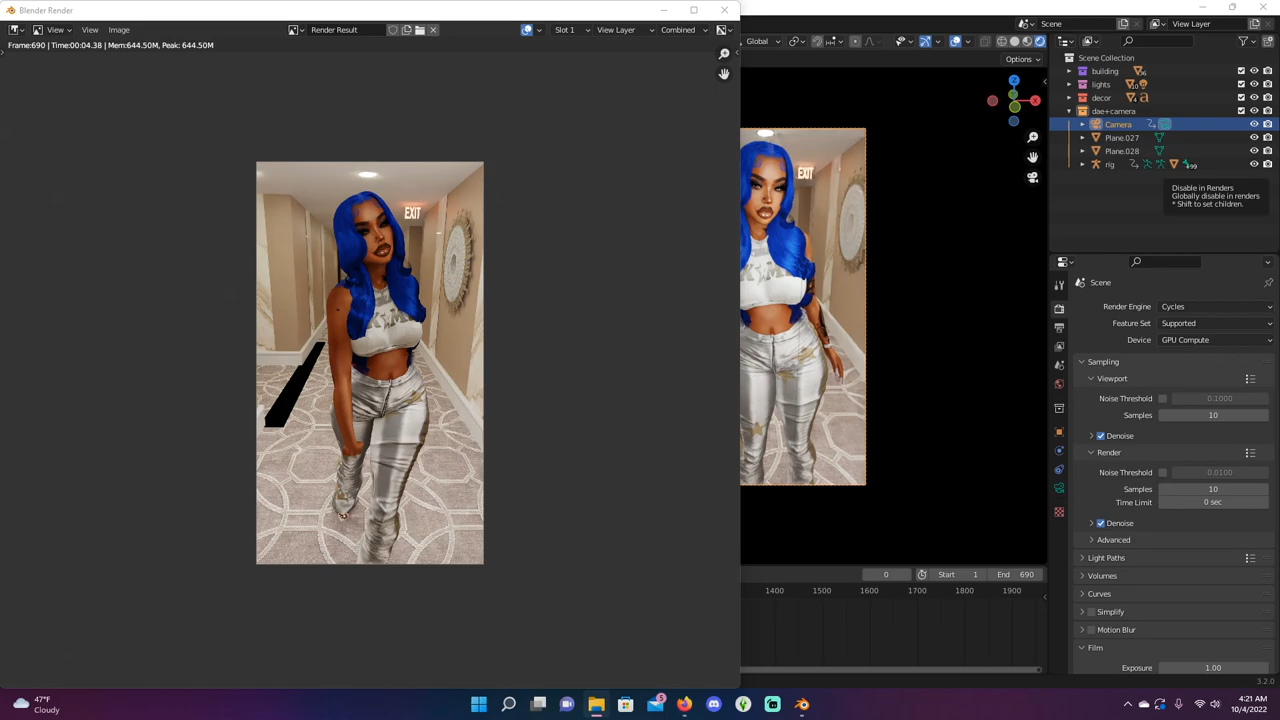 Blender Render
View View Image Render Result Slot 1 View Layer Combined
Frame:690 | Time:00:04.38 | Mem:644.50M, Peak: 644.50M
EXIT
Scene View Layer
Global
Options
Z
X
EXIT
Scene Collection
building 36
lights 10
decor 4 a
dae+camera
Camera
Plane.027
Plane.028
rig +99
Disable in Renders
Globally disable in renders
* Shift to set children.
Scene
Render Engine Cycles
Feature Set Supported
Device GPU Compute
Sampling
Viewport
Noise Threshold 0.1000
Samples 10
Denoise
Render
Noise Threshold 0.0100
Samples 10
Time Limit 0 sec
Denoise
Advanced
Light Paths
Volumes
Curves
Simplify
Motion Blur
Film
Exposure 1.00
0 Start 1 End 690
1400 1500 1600 1700 1800 1900
3.2.0
47°F
Cloudy
5
4:21 AM
10/4/2022